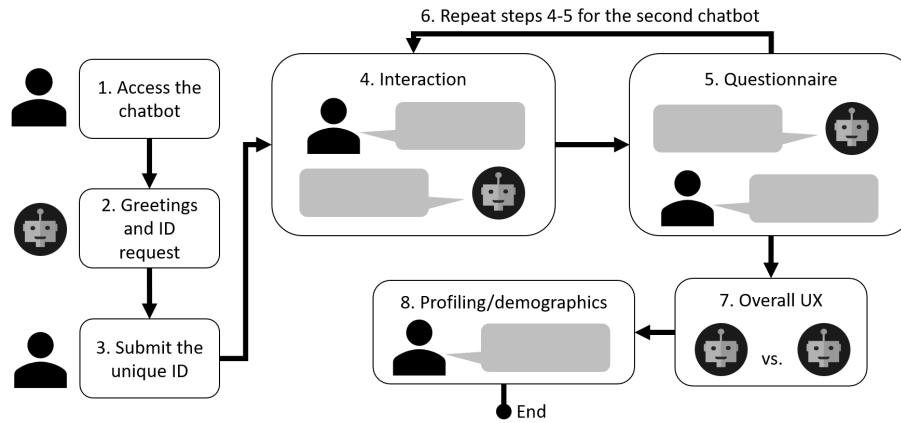 6. Repeat steps 4-5 for the second chatbot
1. Access the
chatbot
2. Greetings
and ID
request
3. Submit the
unique ID
4. Interaction
5. Questionnaire
7. Overall UX
vs.
8. Profiling/demographics
End